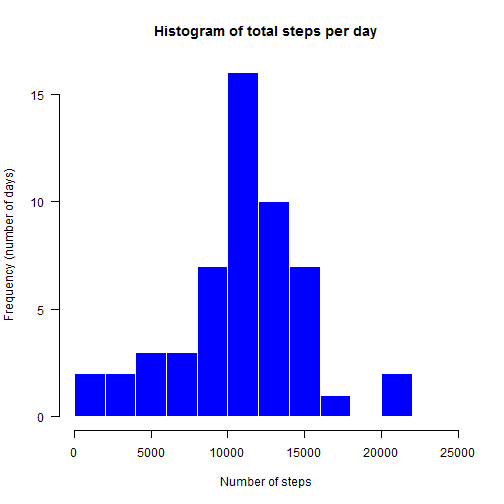 Histogram of total steps per day
Frequency (number of days)
15
10
5
0
0 5000 10000 15000 20000 25000
Number of steps